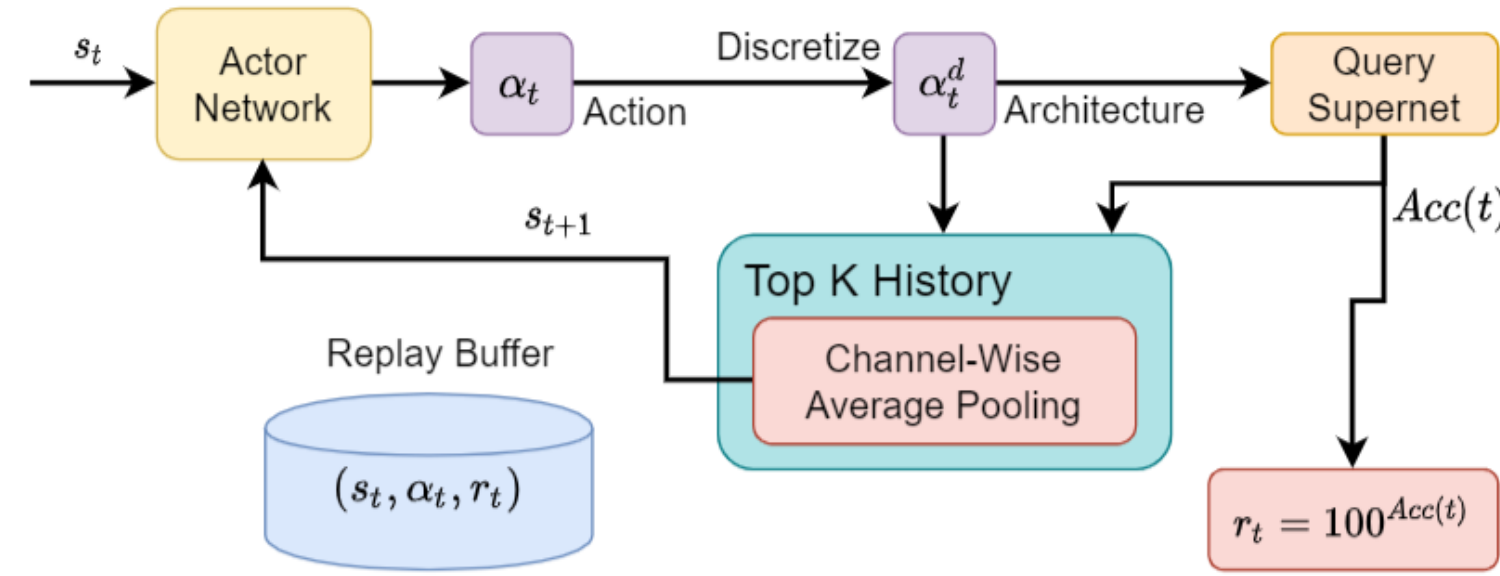 s_t
Actor
Network
α_t
Action
Discretize
α_t^d
Architecture
Query
Supernet
Acc(t)
s_{t+1}
Top K History
Channel-Wise
Average Pooling
Replay Buffer
(s_t, α_t, r_t)
r_t = 100^{Acc(t)}